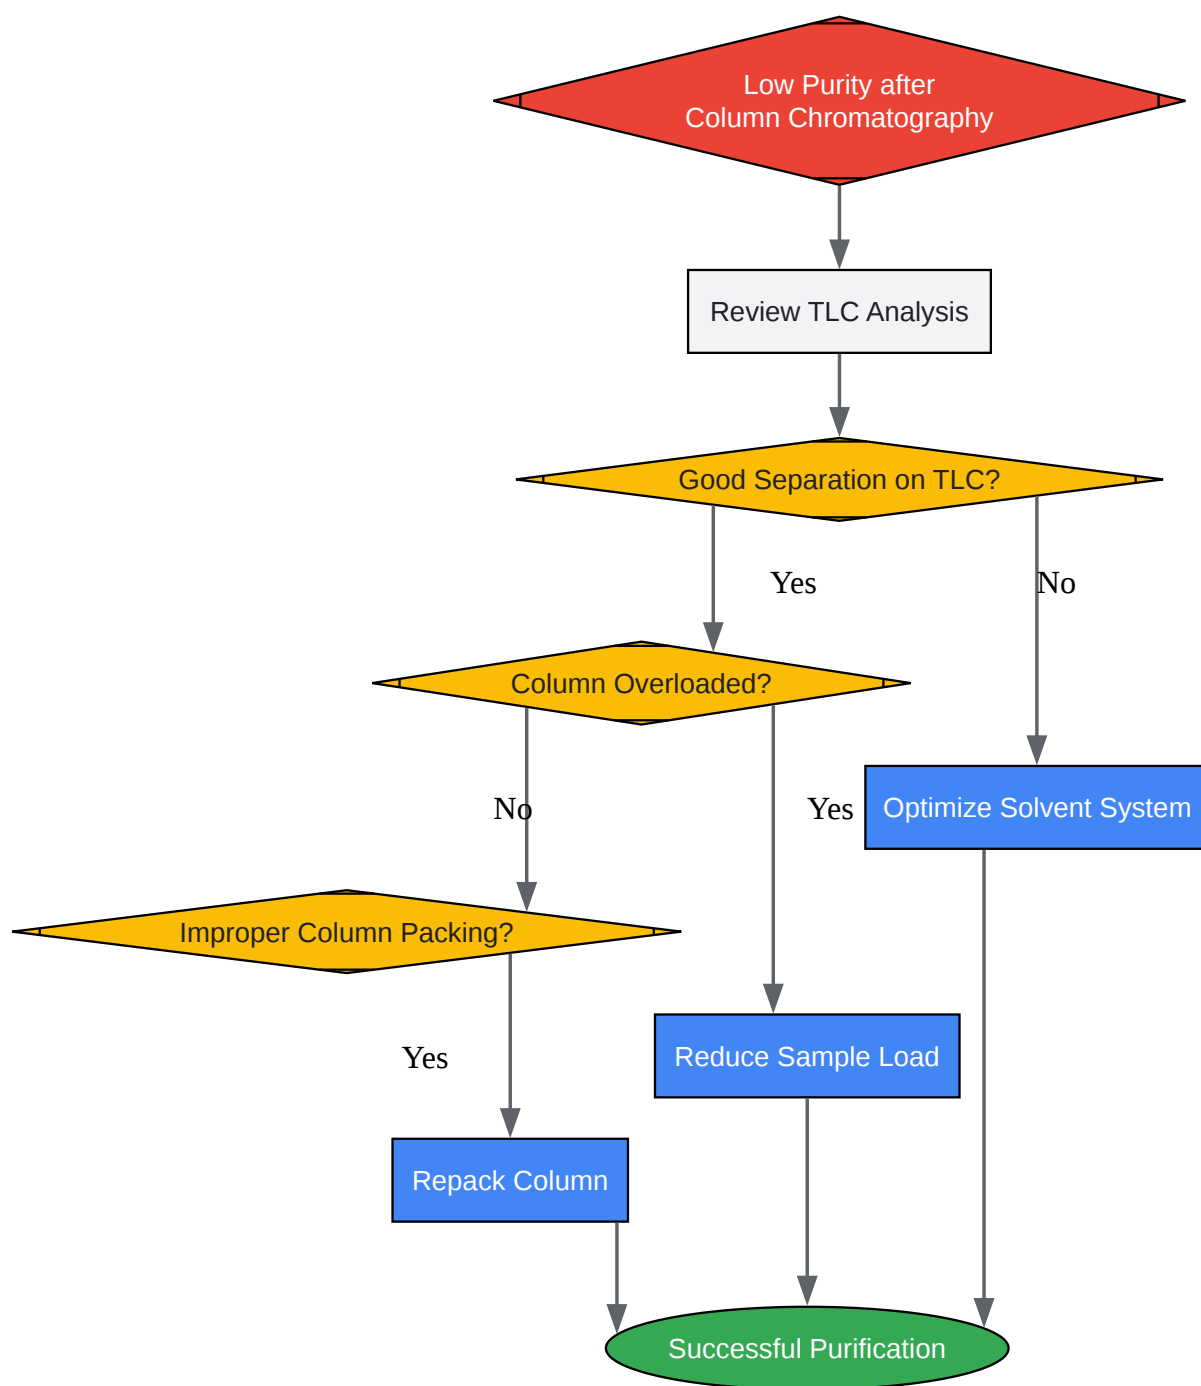 Low Purity after
Column Chromatography
Review TLC Analysis
Good Separation on TLC?
Yes
No
Column Overloaded?
No
Yes
Optimize Solvent System
Improper Column Packing?
Yes
Reduce Sample Load
Repack Column
Successful Purification